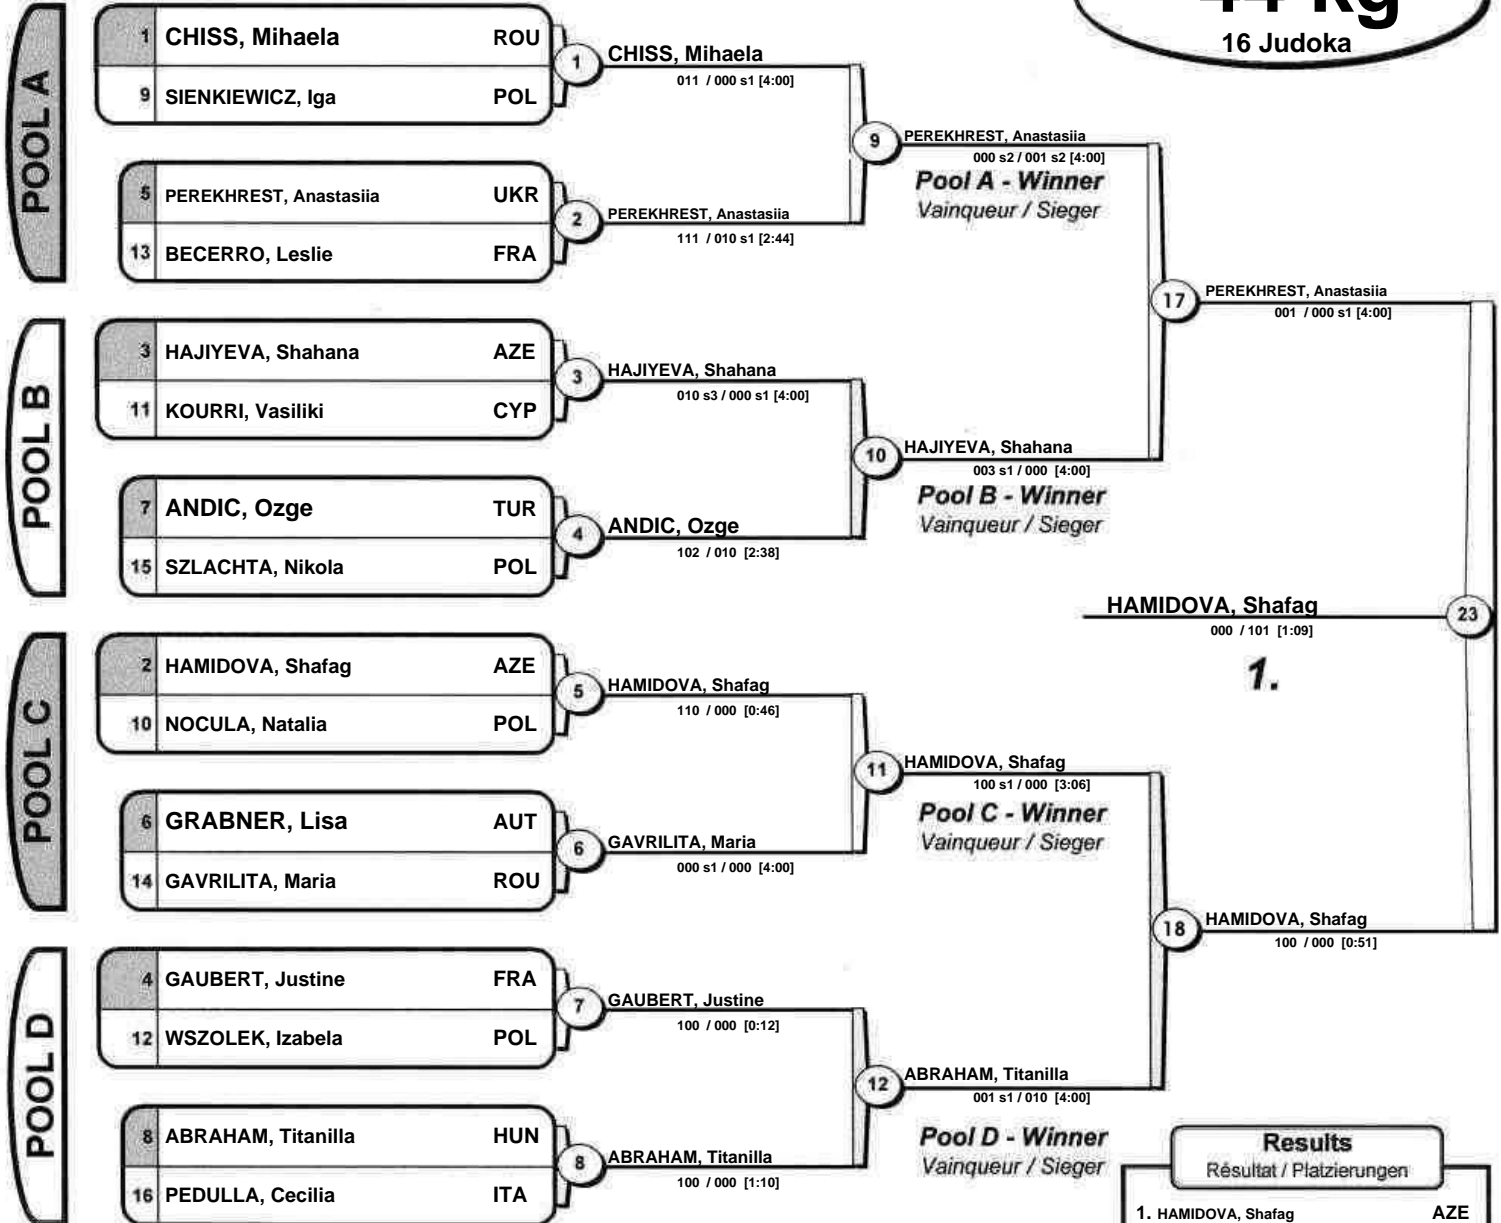 44 kg
16 Judoka
POOL A
1 CHISS, Mihaela ROU
9 SIENKIEWICZ, Iga POL
1
CHISS, Mihaela
011 / 000 s1 [4:00]
5 PEREKHREST, Anastasiia UKR
13 BECERRO, Leslie FRA
2
PEREKHREST, Anastasiia
111 / 010 s1 [2:44]
9
PEREKHREST, Anastasiia
000 s2 / 001 s2 [4:00]
Pool A - Winner
Vainqueur / Sieger
POOL B
3 HAJIYEVA, Shahana AZE
11 KOURRI, Vasiliki CYP
3
HAJIYEVA, Shahana
010 s3 / 000 s1 [4:00]
7 ANDIC, Ozge TUR
15 SZLACHTA, Nikola POL
4
ANDIC, Ozge
102 / 010 [2:38]
10
HAJIYEVA, Shahana
003 s1 / 000 [4:00]
Pool B - Winner
Vainqueur / Sieger
17
PEREKHREST, Anastasiia
001 / 000 s1 [4:00]
HAMIDOVA, Shafag
000 / 101 [1:09]
23
1.
POOL C
2 HAMIDOVA, Shafag AZE
10 NOCULA, Natalia POL
5
HAMIDOVA, Shafag
110 / 000 [0:46]
6 GRABNER, Lisa AUT
14 GAVRILITA, Maria ROU
6
GAVRILITA, Maria
000 s1 / 000 [4:00]
11
HAMIDOVA, Shafag
100 s1 / 000 [3:06]
Pool C - Winner
Vainqueur / Sieger
POOL D
4 GAUBERT, Justine FRA
12 WSZOLEK, Izabela POL
7
GAUBERT, Justine
100 / 000 [0:12]
8 ABRAHAM, Titanilla HUN
16 PEDULLA, Cecilia ITA
8
ABRAHAM, Titanilla
100 / 000 [1:10]
12
ABRAHAM, Titanilla
001 s1 / 010 [4:00]
Pool D - Winner
Vainqueur / Sieger
18
HAMIDOVA, Shafag
100 / 000 [0:51]
Results
Résultat / Platzierungen
1. HAMIDOVA, Shafag AZE